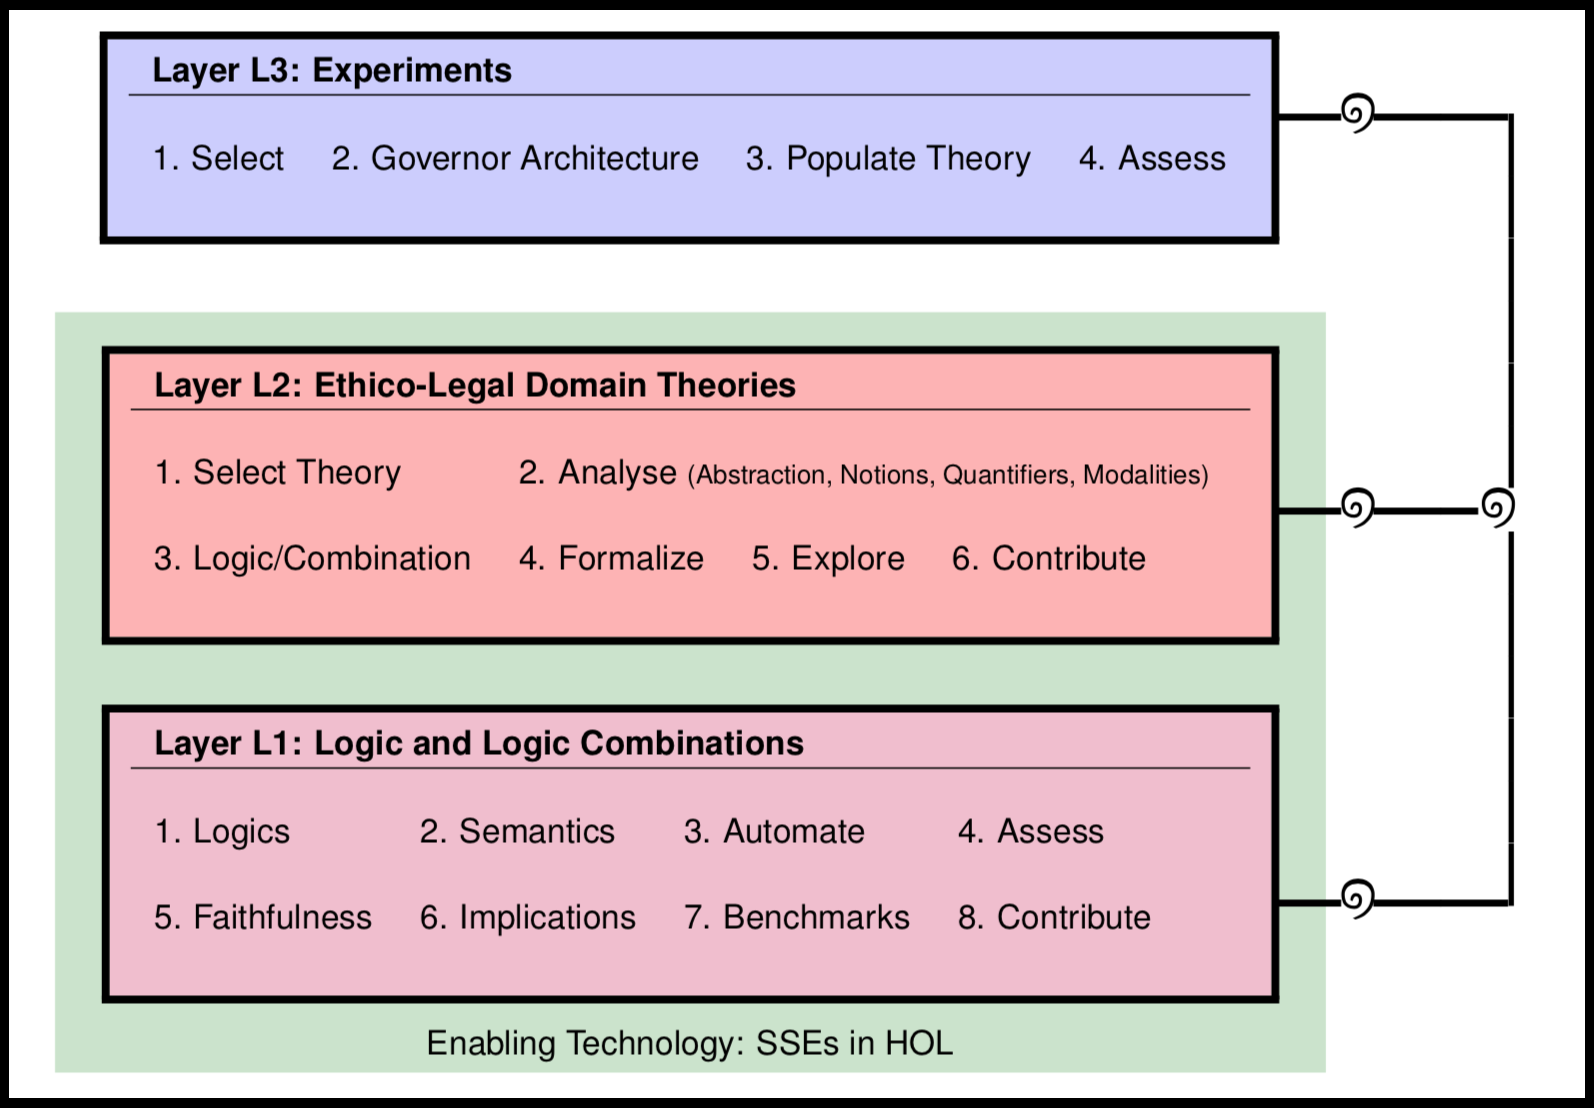 Layer L3: Experiments
1. Select 2. Governor Architecture 3. Populate Theory 4. Assess
Layer L2: Ethico-Legal Domain Theories
1. Select Theory 2. Analyse (Abstraction, Notions, Quantifiers, Modalities)
3. Logic/Combination 4. Formalize 5. Explore 6. Contribute
Layer L1: Logic and Logic Combinations
1. Logics 2. Semantics 3. Automate 4. Assess
5. Faithfulness 6. Implications 7. Benchmarks 8. Contribute
Enabling Technology: SSEs in HOL